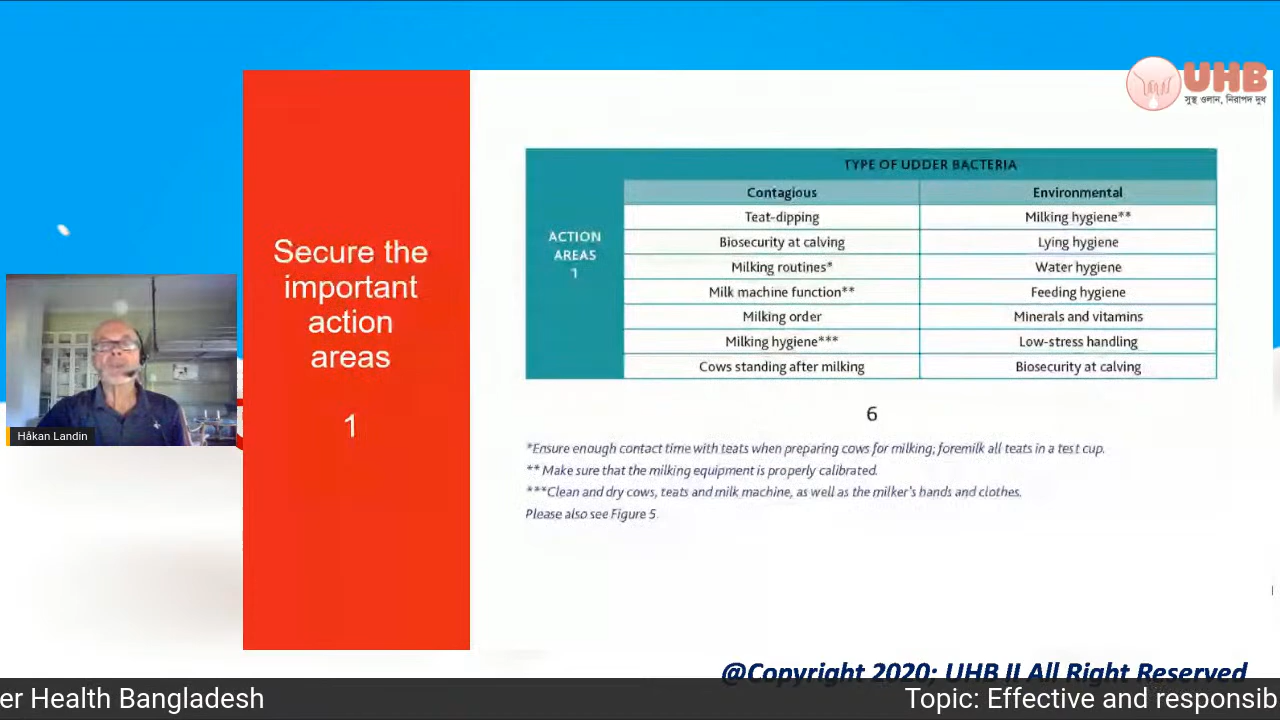 UHB
সুস্থ ওলান, নিরাপদ দুধ
TYPE OF UDDER BACTERIA
Contagious
Environmental
ACTION
AREAS
1
Teat-dipping
Milking hygiene**
Biosecurity at calving
Lying hygiene
Milking routines*
Water hygiene
Milk machine function**
Feeding hygiene
Milking order
Minerals and vitamins
Milking hygiene***
Low-stress handling
Cows standing after milking
Biosecurity at calving
6
*Ensure enough contact time with teats when preparing cows for milking; foremilk all teats in a test cup.
** Make sure that the milking equipment is properly calibrated.
***Clean and dry cows, teats and milk machine, as well as the milker's hands and clothes.
Please also see Figure 5.
Secure the
important
action
areas
1
Håkan Landin
@Copyright 2020; UHB II All Right Reserved
er Health Bangladesh
Topic: Effective and responsib